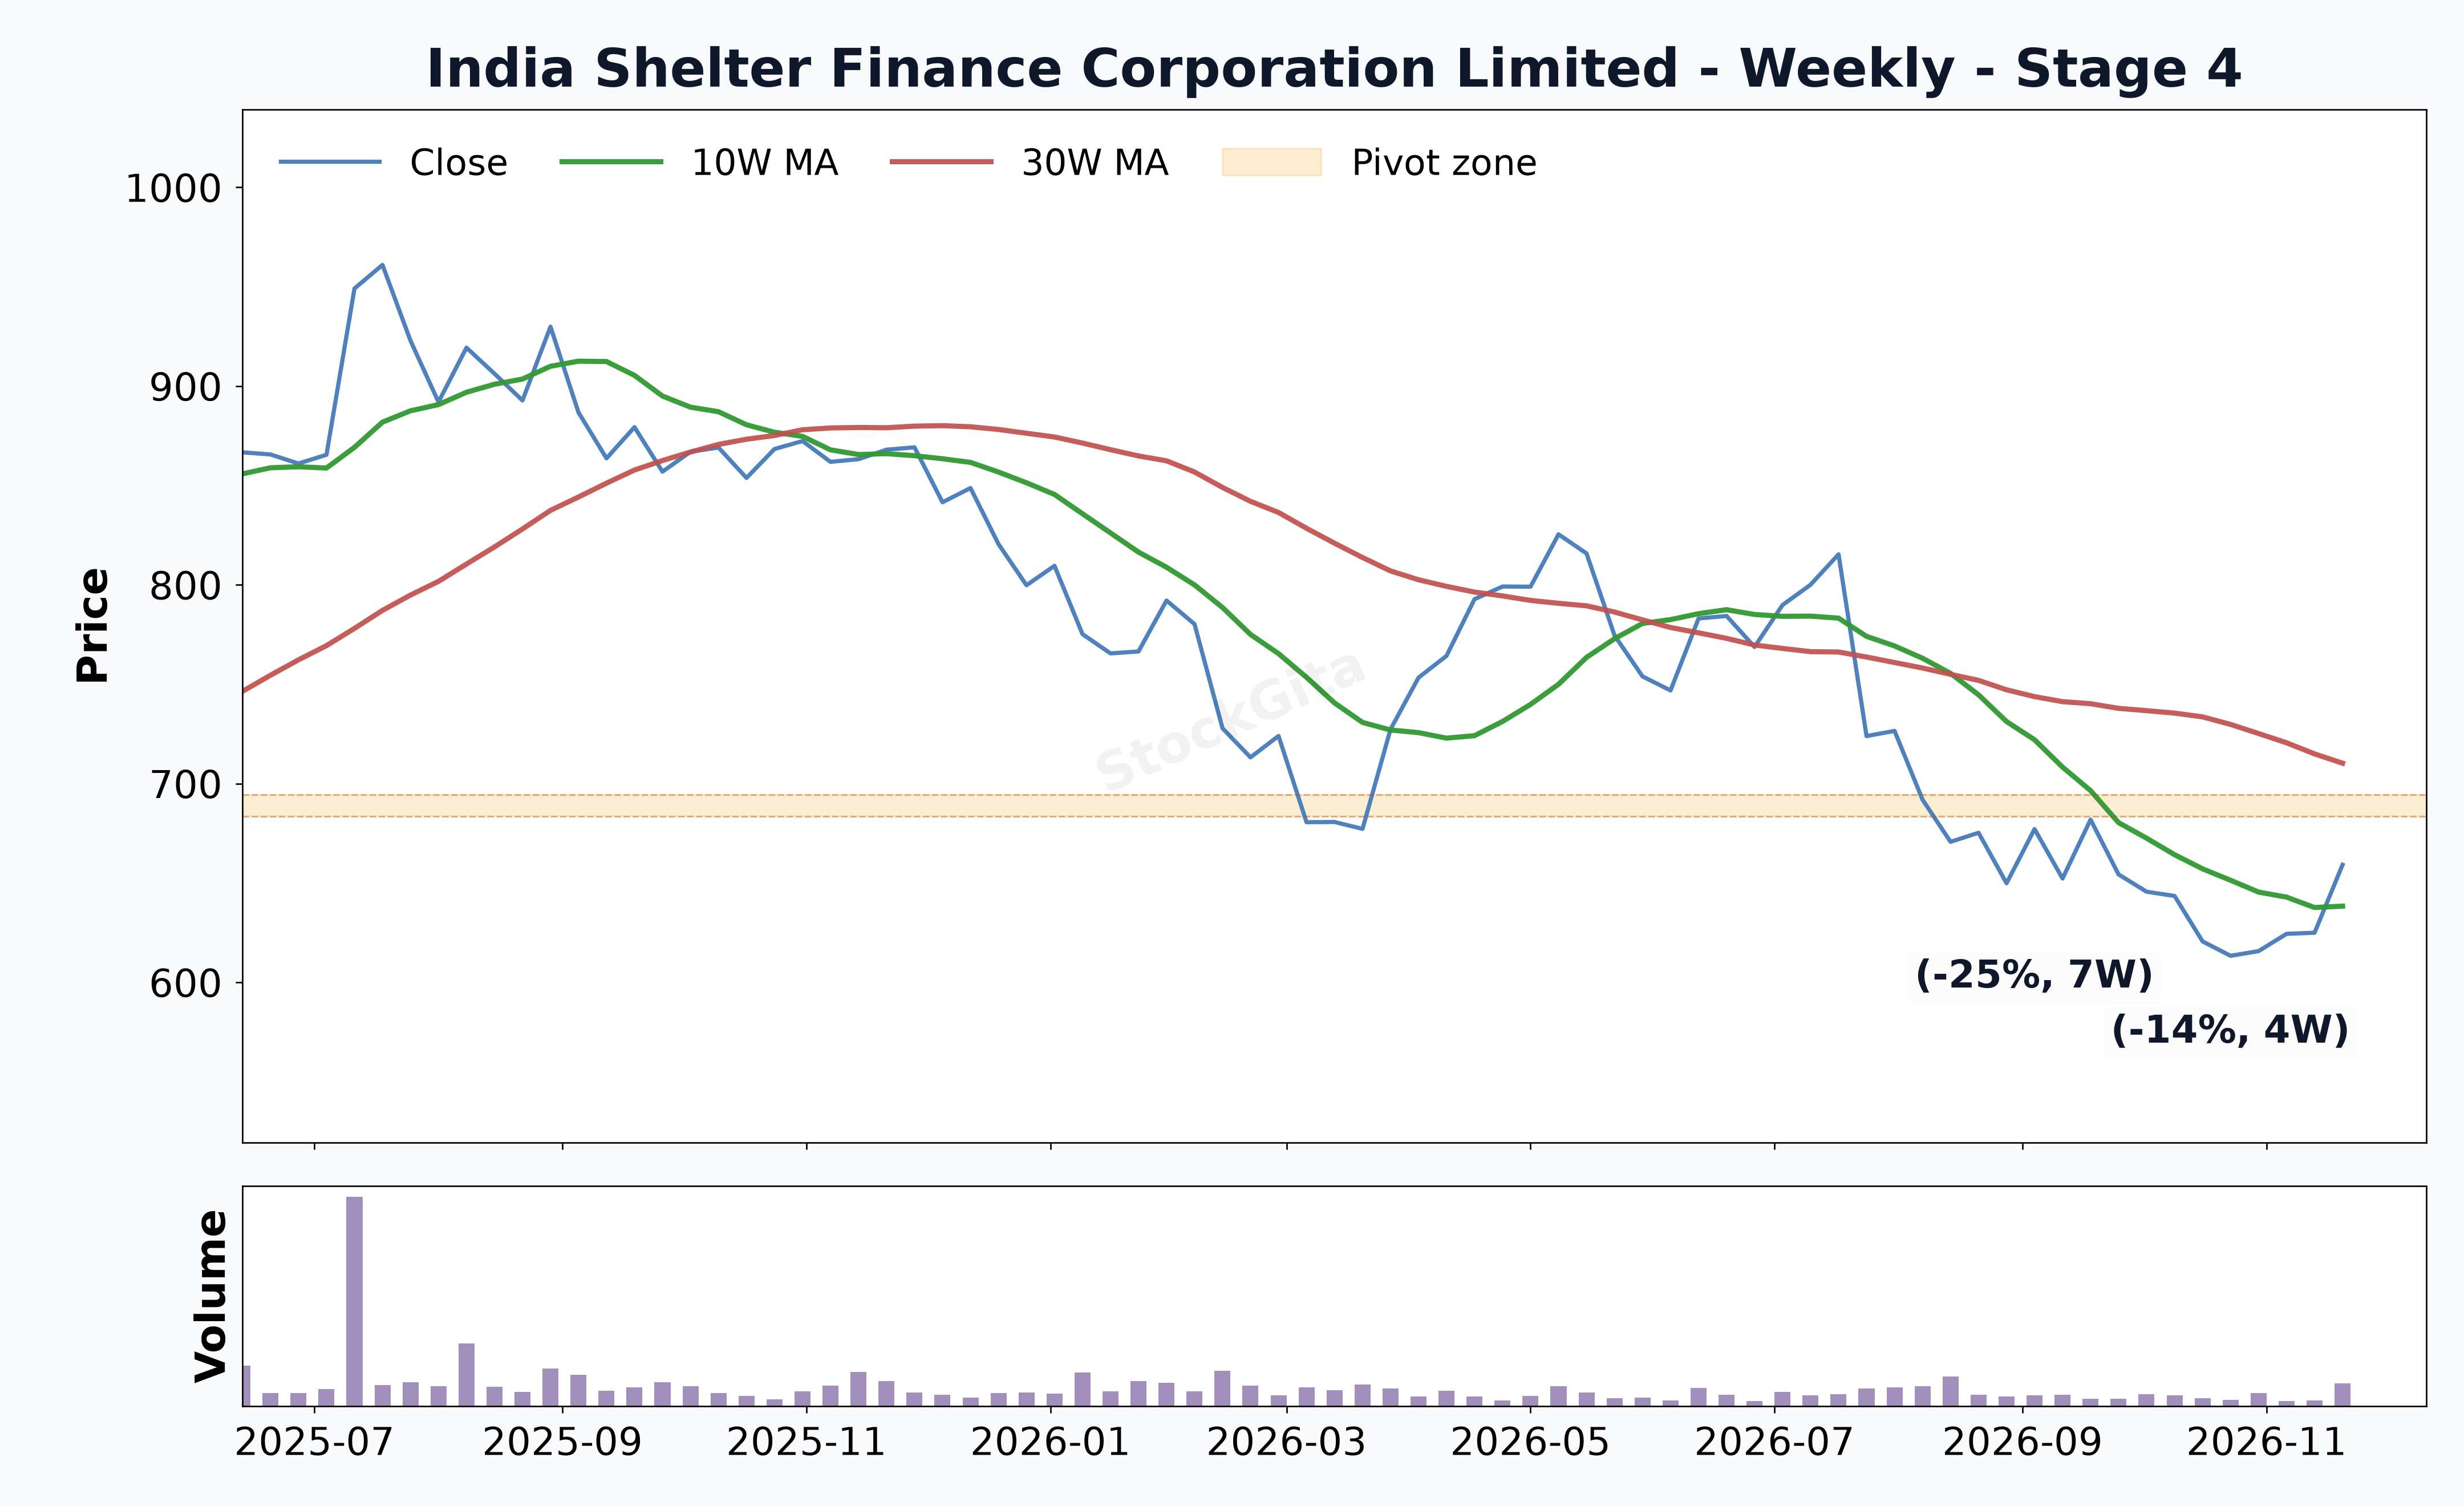 India Shelter Finance Corporation Limited - Weekly - Stage 4
Close 10W MA 30W MA Pivot zone
1000
900
800
700
600
Price
StockGita
(-25%, 7W)
(-14%, 4W)
Volume
2025-07 2025-09 2025-11 2026-01 2026-03 2026-05 2026-07 2026-09 2026-11